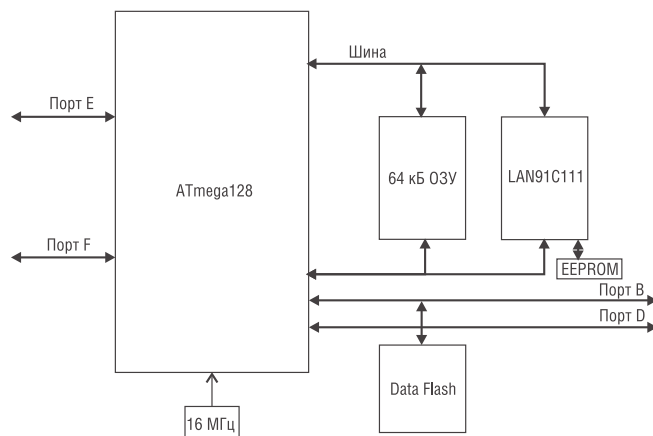 Шина
Порт E
64 кБ ОЗУ
LAN91C111
ATmega128
Порт F
EEPROM
Порт B
Порт D
Data Flash
16 МГц